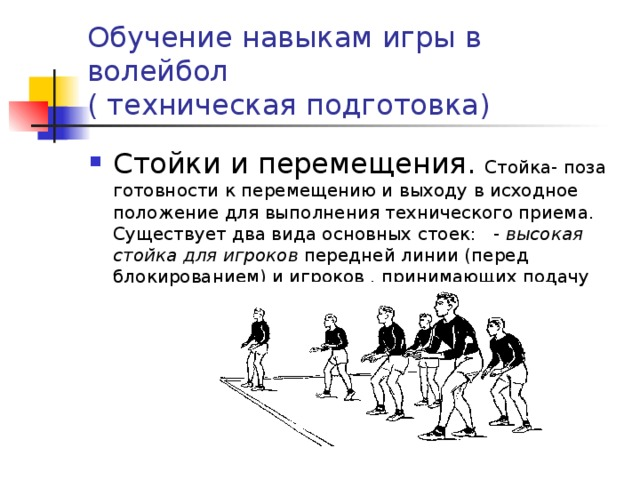 Обучение навыкам игры в
волейбол
( техническая подготовка)
Стойки и перемещения. Стойка- поза
готовности к перемещению и выходу в исходное
положение для выполнения технического приема.
Существует два вида основных стоек: - высокая
стойка для игроков передней линии (перед
блокированием) и игроков , принимающих подачу